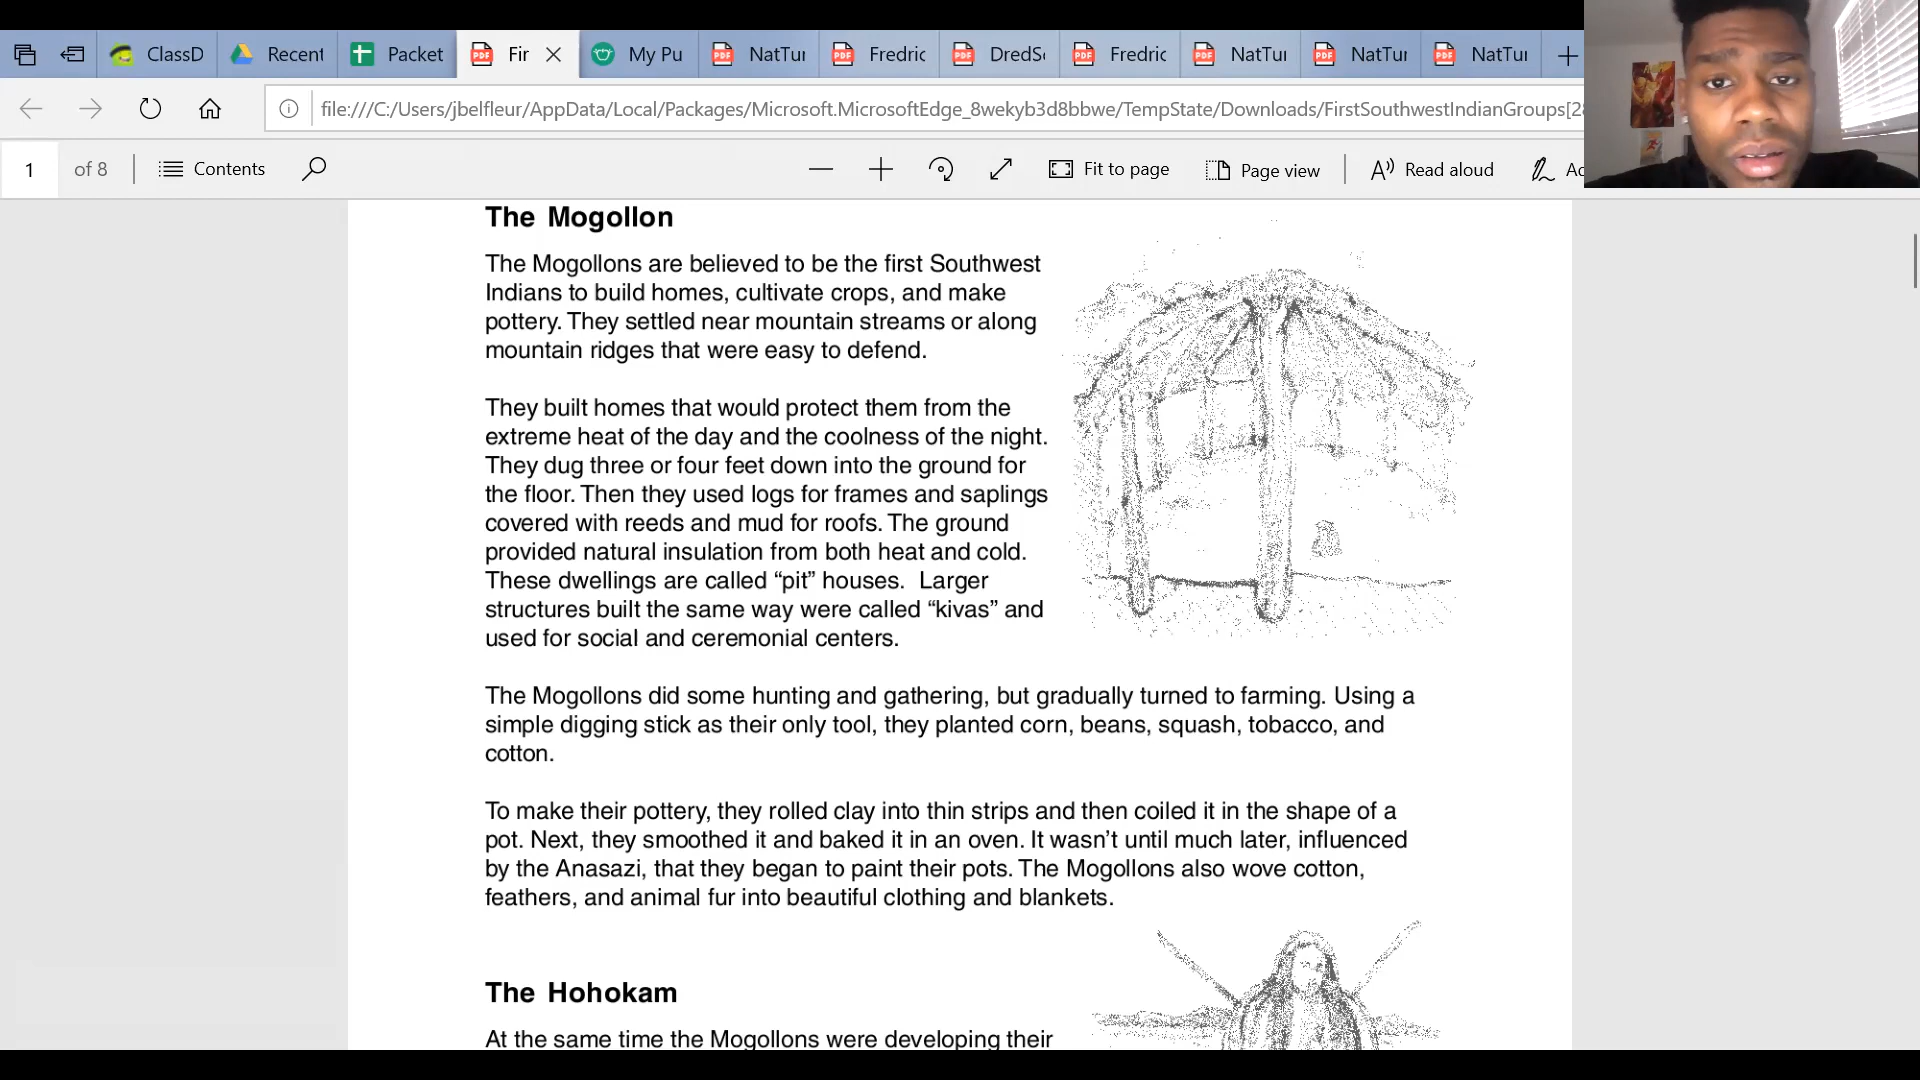 ClassD Recent Packet Fir My Pu NatTur Fredric DredSc Fredric NatTur NatTur NatTur
file:///C:/Users/jbelfleur/AppData/Local/Packages/Microsoft.MicrosoftEdge_8wekyb3d8bbwe/TempState/Downloads/FirstSouthwestIndianGroups[2
1 of 8 Contents Fit to page Page view Read aloud
The Mogollon
The Mogollons are believed to be the first Southwest
Indians to build homes, cultivate crops, and make
pottery. They settled near mountain streams or along
mountain ridges that were easy to defend.
They built homes that would protect them from the
extreme heat of the day and the coolness of the night.
They dug three or four feet down into the ground for
the floor. Then they used logs for frames and saplings
covered with reeds and mud for roofs. The ground
provided natural insulation from both heat and cold.
These dwellings are called “pit” houses. Larger
structures built the same way were called “kivas” and
used for social and ceremonial centers.
The Mogollons did some hunting and gathering, but gradually turned to farming. Using a
simple digging stick as their only tool, they planted corn, beans, squash, tobacco, and
cotton.
To make their pottery, they rolled clay into thin strips and then coiled it in the shape of a
pot. Next, they smoothed it and baked it in an oven. It wasn’t until much later, influenced
by the Anasazi, that they began to paint their pots. The Mogollons also wove cotton,
feathers, and animal fur into beautiful clothing and blankets.
The Hohokam
At the same time the Mogollons were developing their